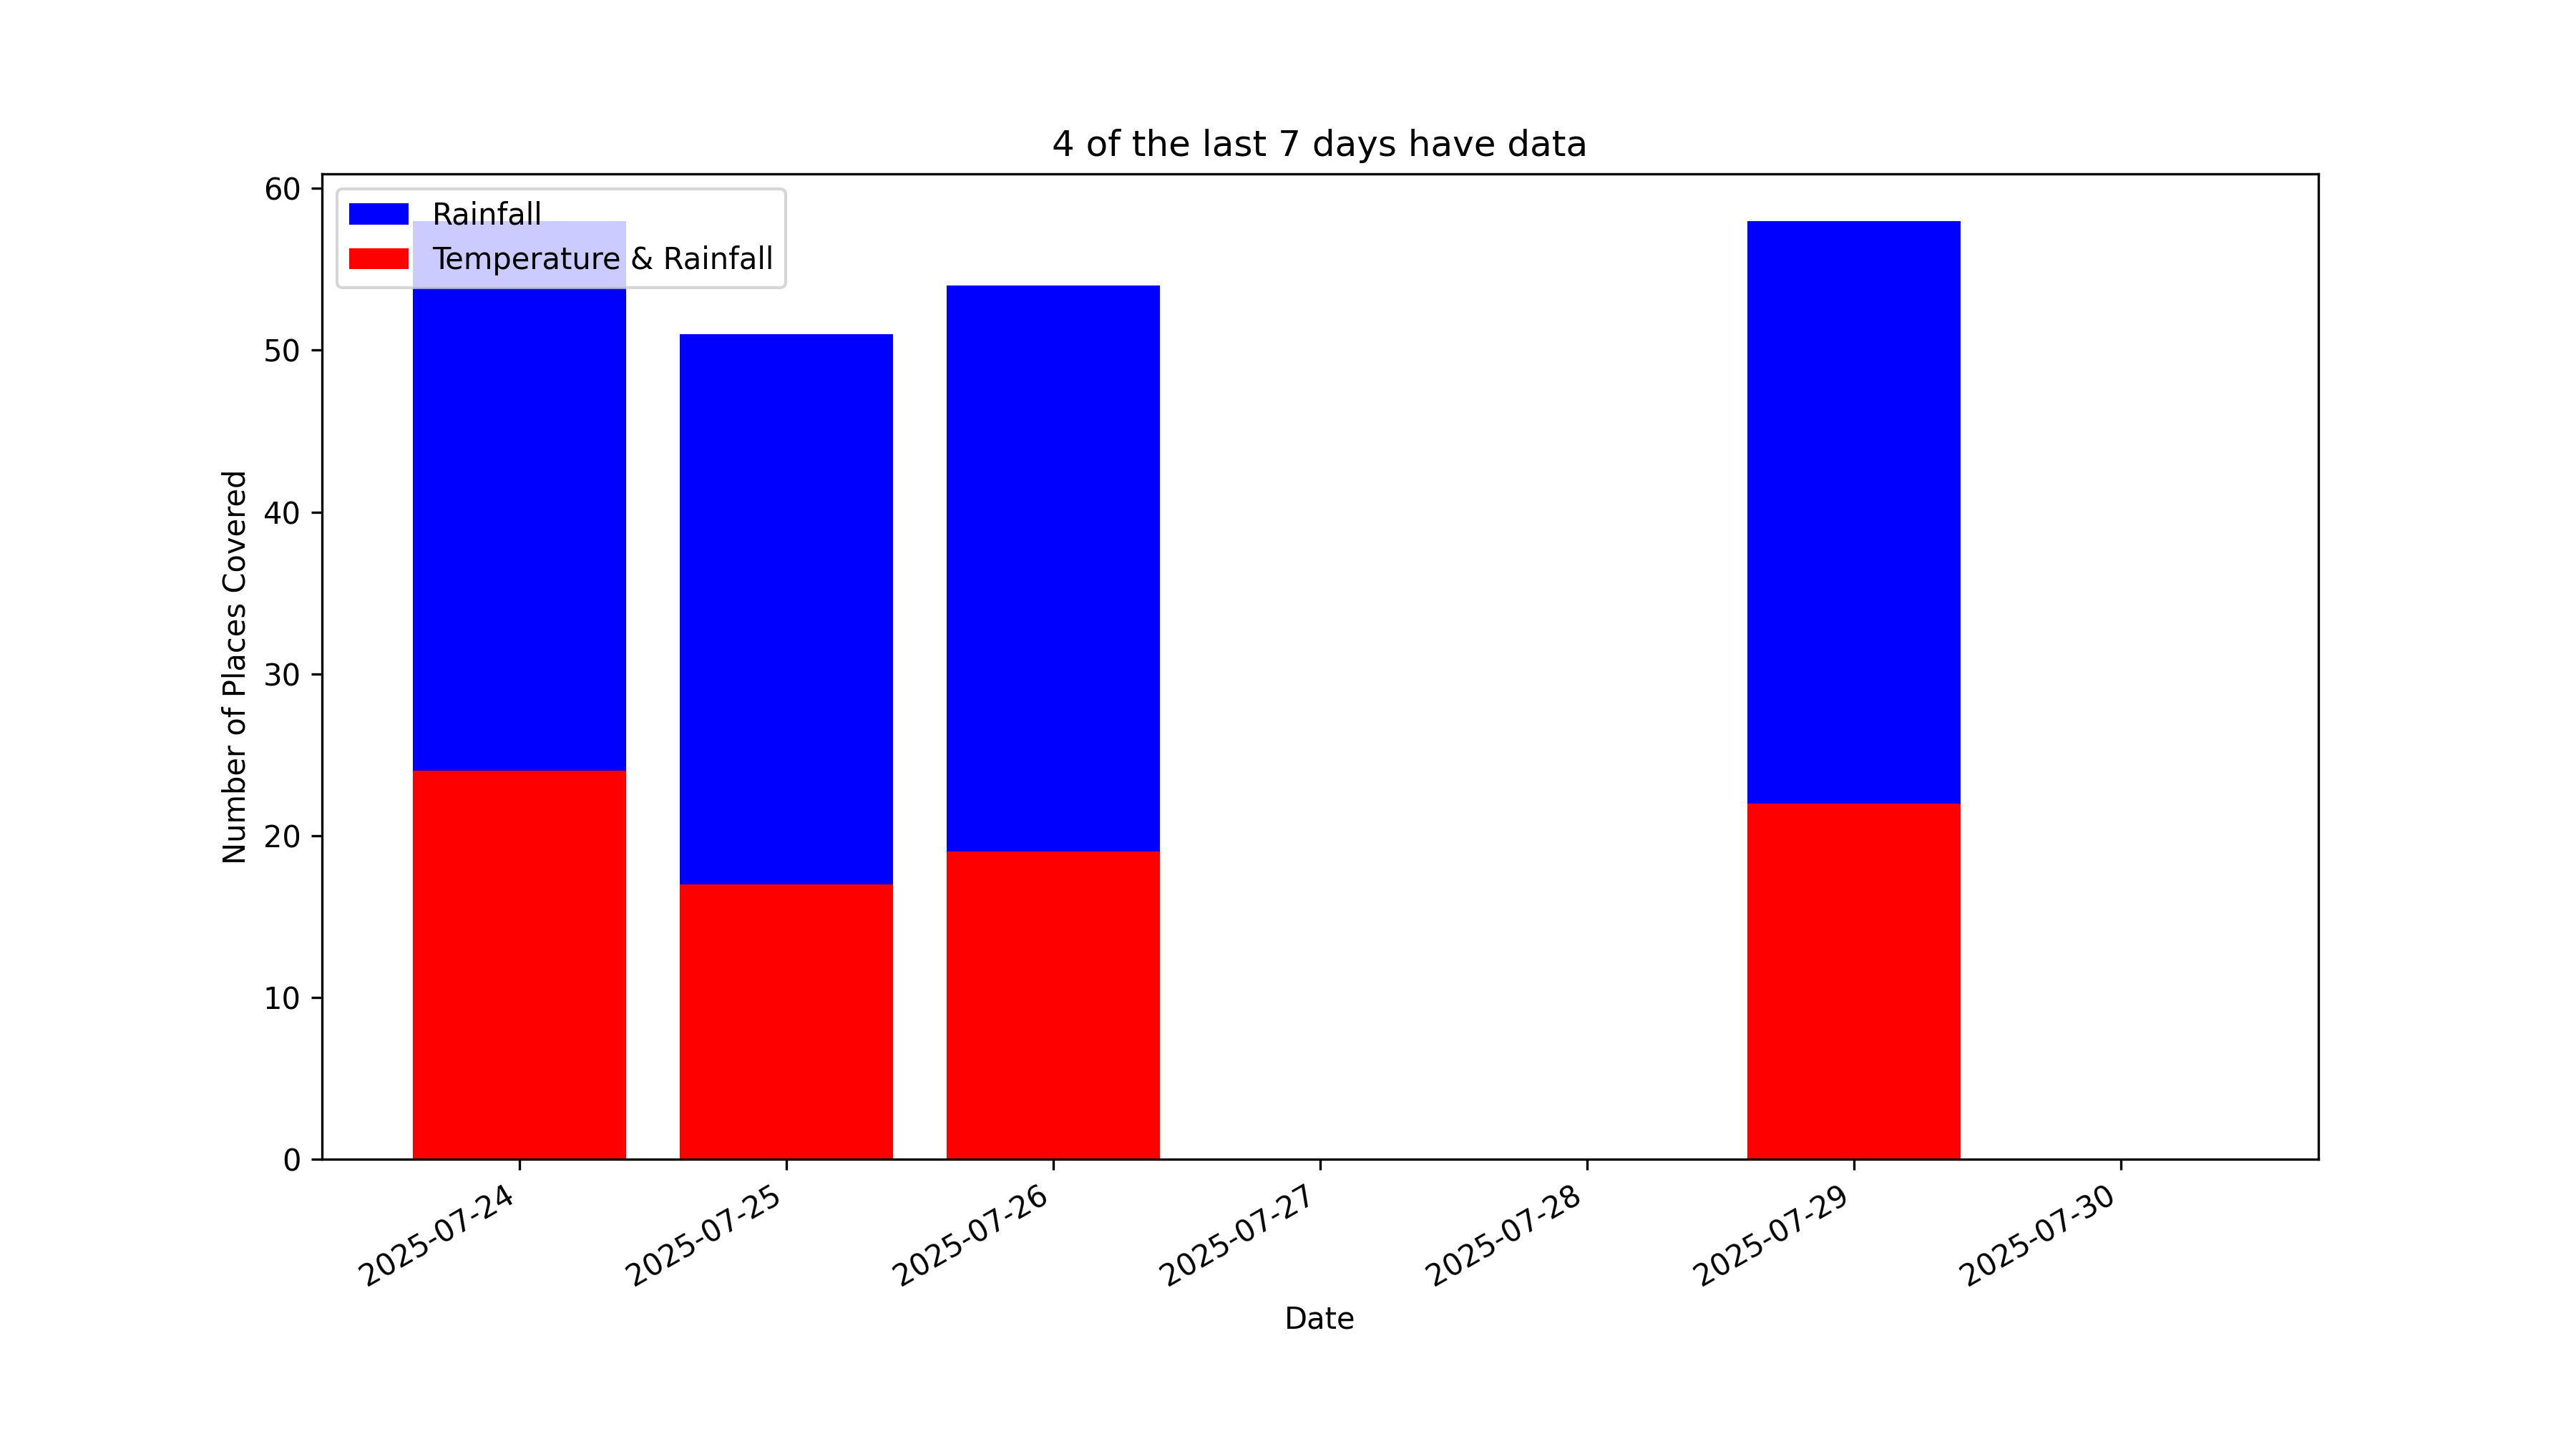 4 of the last 7 days have data
Rainfall
Temperature & Rainfall
60
50
40
30
20
10
0
Number of Places Covered
2025-07-24
2025-07-25
2025-07-26
2025-07-27
2025-07-28
2025-07-29
2025-07-30
Date